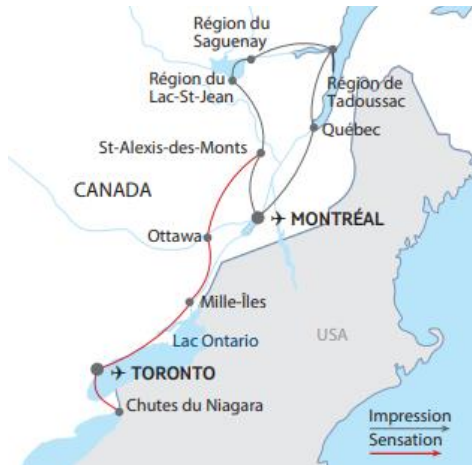 Région du
Saguenay
Région du
Lac-St-Jean
Région de
Tadoussac
Québec
St-Alexis-des-Monts
CANADA
MONTRÉAL
Ottawa
Mille-Îles
USA
Lac Ontario
TORONTO
Chutes du Niagara
Impression
Sensation